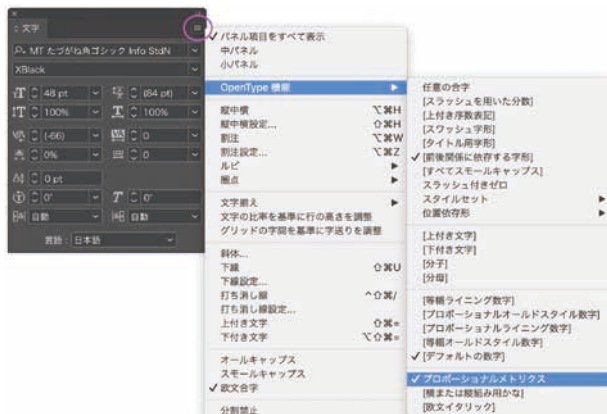 文字
MT たづがね角ゴシック Info StdN
XBlack
48 pt
(84 pt)
100%
100%
(-66)
0
0%
0
0 pt
0°
0°
自動
自動
言語 : 日本語
✓パネル項目をすべて表示
中パネル
小パネル
OpenType 機能
縦中横 ⌥⌘H
縦中横設定... ⇧⌘H
割注 ⌥⌘W
割注設定... ⌥⌘Z
ルビ
圏点
文字揃え
文字の比率を基準に行の高さを調整
グリッドの字間を基準に字送りを調整
斜体...
下線 ⇧⌘U
下線設定...
打ち消し線 ^⇧⌘/
打ち消し線設定...
上付き文字 ⇧⌘=
下付き文字 ⌥⇧⌘=
オールキャップス
スモールキャップス
✓欧文合字
分割禁止
任意の合字
[スラッシュを用いた分数]
[上付き序数表記]
[スワッシュ字形]
[タイトル用字形]
✓[前後関係に依存する字形]
[すべてスモールキャップス]
スラッシュ付きゼロ
スタイルセット
位置依存形
[上付き文字]
[下付き文字]
[分子]
[分母]
[等幅ライニング数字]
[プロポーショナルオールドスタイル数字]
[プロポーショナルライニング数字]
[等幅オールドスタイル数字]
✓[デフォルトの数字]
✓プロポーショナルメトリクス
[横または縦組み用かな]
[欧文イタリック]